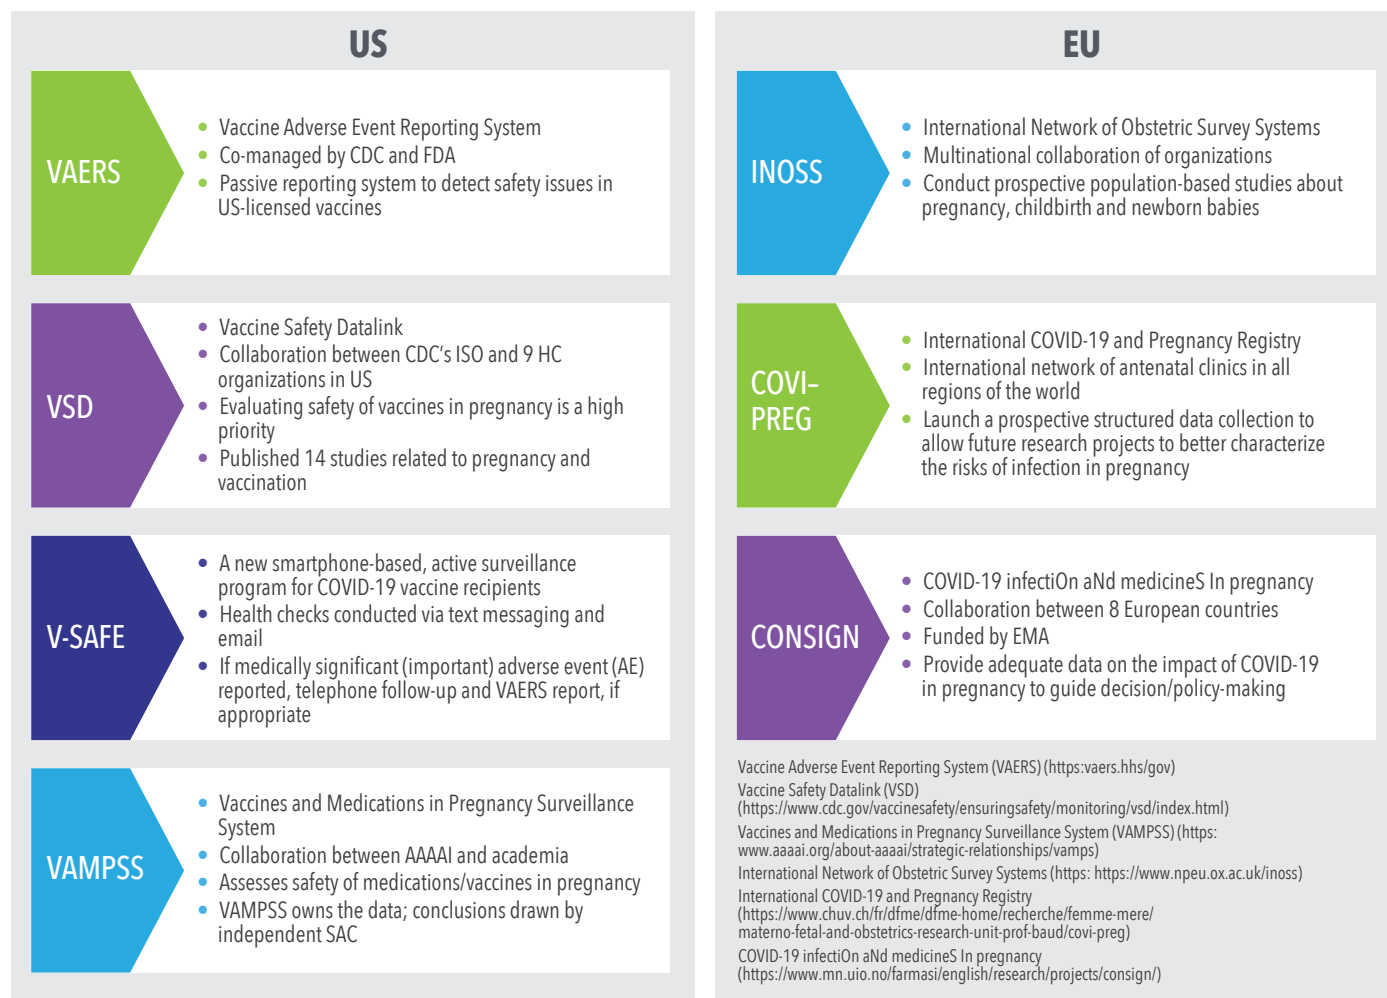 US
VAERS
• Vaccine Adverse Event Reporting System
• Co-managed by CDC and FDA
• Passive reporting system to detect safety issues in
US-licensed vaccines
VSD
• Vaccine Safety Datalink
• Collaboration between CDC's ISO and 9 HC
organizations in US
• Evaluating safety of vaccines in pregnancy is a high
priority
• Published 14 studies related to pregnancy and
vaccination
V-SAFE
• A new smartphone-based, active surveillance
program for COVID-19 vaccine recipients
• Health checks conducted via text messaging and
email
• If medically significant (important) adverse event (AE)
reported, telephone follow-up and VAERS report, if
appropriate
VAMPSS
• Vaccines and Medications in Pregnancy Surveillance
System
• Collaboration between AAAAI and academia
• Assesses safety of medications/vaccines in pregnancy
• VAMPSS owns the data; conclusions drawn by
independent SAC
EU
INOSS
• International Network of Obstetric Survey Systems
• Multinational collaboration of organizations
• Conduct prospective population-based studies about
pregnancy, childbirth and newborn babies
COVI–
PREG
• International COVID-19 and Pregnancy Registry
• International network of antenatal clinics in all
regions of the world
• Launch a prospective structured data collection to
allow future research projects to better characterize
the risks of infection in pregnancy
CONSIGN
• COVID-19 infectiOn aNd medicineS In pregnancy
• Collaboration between 8 European countries
• Funded by EMA
• Provide adequate data on the impact of COVID-19
in pregnancy to guide decision/policy-making
Vaccine Adverse Event Reporting System (VAERS) (https:vaers.hhs/gov)
Vaccine Safety Datalink (VSD)
(https://www.cdc.gov/vaccinesafety/ensuringsafety/monitoring/vsd/index.html)
Vaccines and Medications in Pregnancy Surveillance System (VAMPSS) (https:
www.aaaai.org/about-aaaai/strategic-relationships/vamps)
International Network of Obstetric Survey Systems (https: https://www.npeu.ox.ac.uk/inoss)
International COVID-19 and Pregnancy Registry
(https://www.chuv.ch/fr/dfme/dfme-home/recherche/femme-mere/
materno-fetal-and-obstetrics-research-unit-prof-baud/covi-preg)
COVID-19 infectiOn aNd medicineS In pregnancy
(https://www.mn.uio.no/farmasi/english/research/projects/consign/)